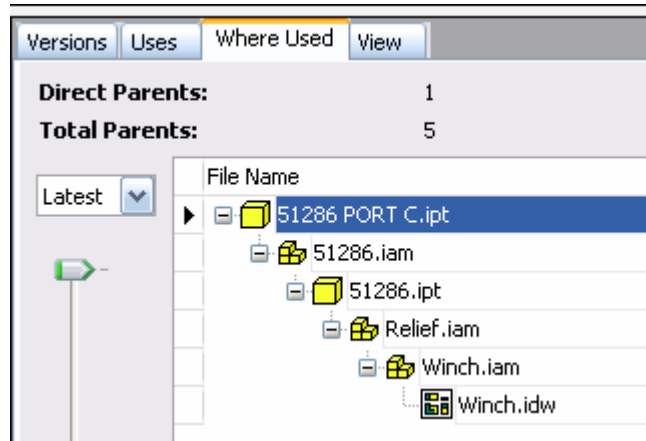 Versions Uses Where Used View
Direct Parents: 1
Total Parents: 5
File Name
Latest
51286 PORT C.ipt
51286.iam
51286.ipt
Relief.iam
Winch.iam
Winch.idw